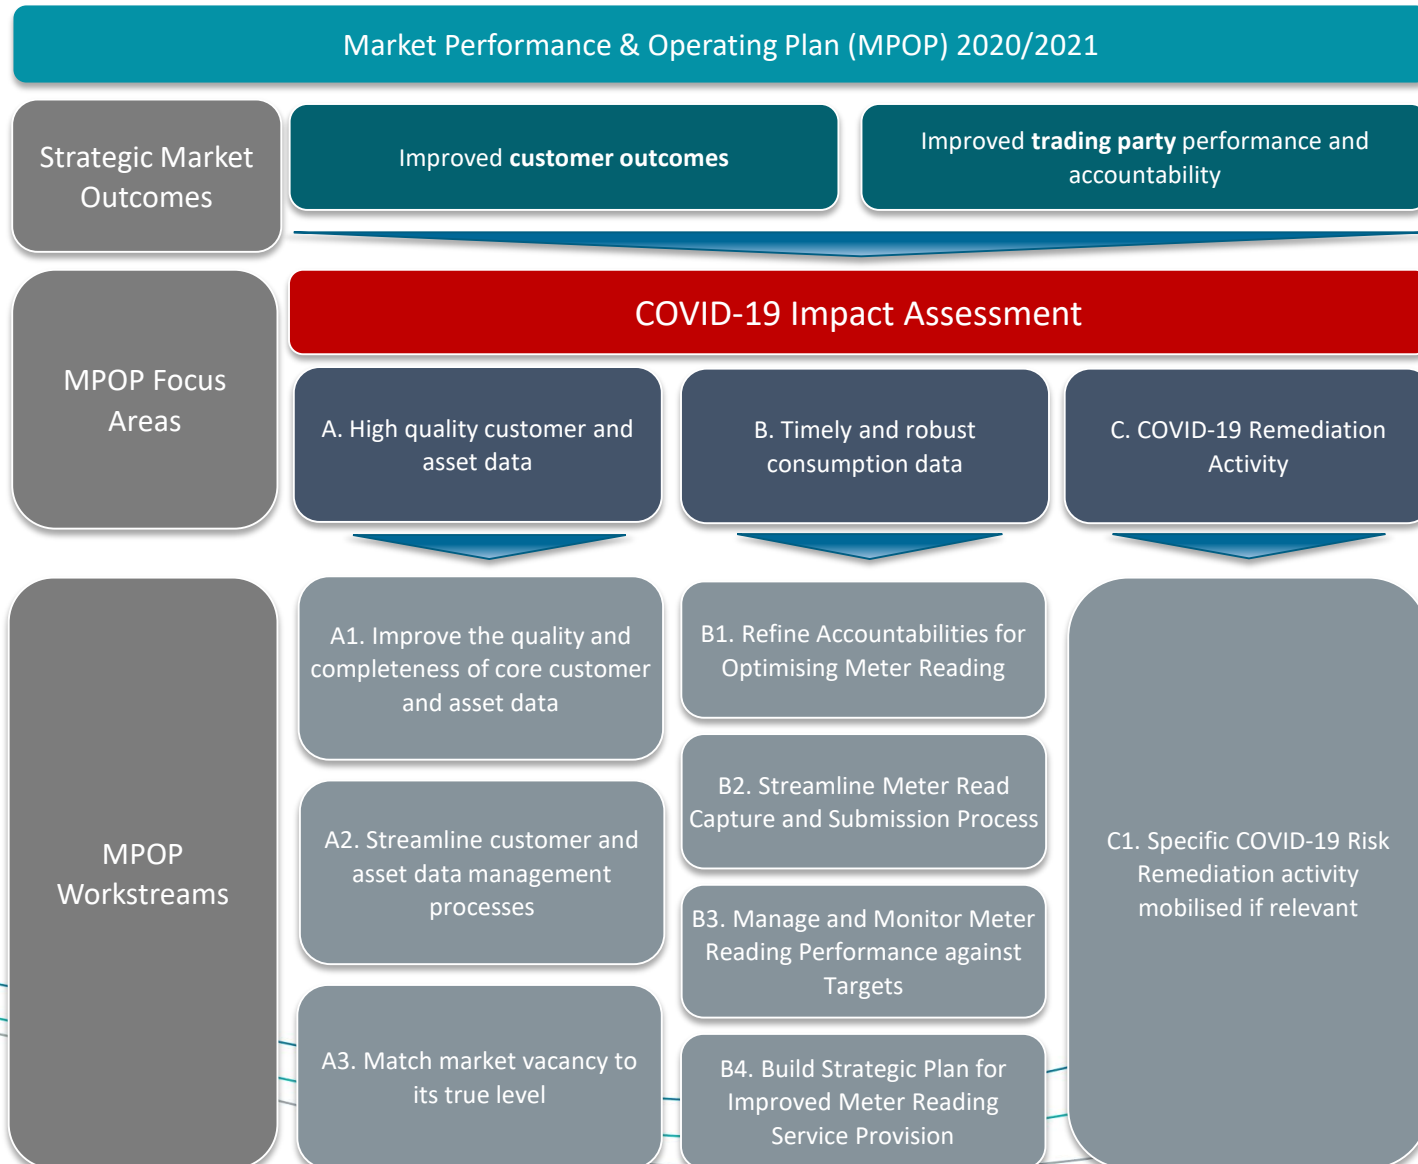 Market Performance & Operating Plan (MPOP) 2020/2021
Strategic Market
Outcomes
Improved customer outcomes
Improved trading party performance and
accountability
MPOP Focus
Areas
COVID-19 Impact Assessment
A. High quality customer and
asset data
B. Timely and robust
consumption data
C. COVID-19 Remediation
Activity
MPOP
Workstreams
A1. Improve the quality and
completeness of core customer
and asset data
A2. Streamline customer and
asset data management
processes
A3. Match market vacancy to
its true level
B1. Refine Accountabilities for
Optimising Meter Reading
B2. Streamline Meter Read
Capture and Submission Process
B3. Manage and Monitor Meter
Reading Performance against
Targets
B4. Build Strategic Plan for
Improved Meter Reading
Service Provision
C1. Specific COVID-19 Risk
Remediation activity
mobilised if relevant